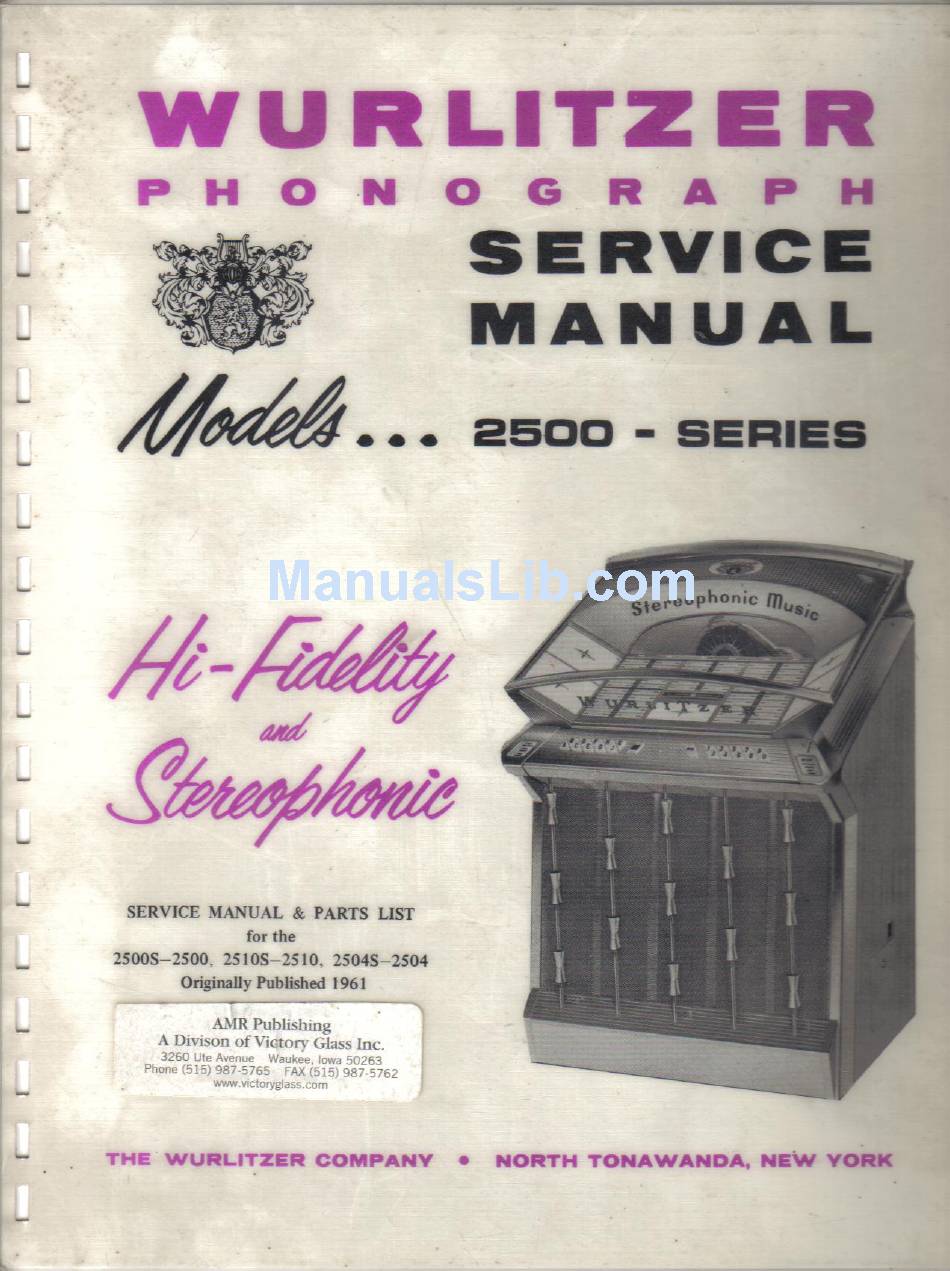 WURLITZER
PHONOGRAPH
SERVICE
MANUAL
Models... 2500 - SERIES
ManualsLib.com
Stereophonic Music
WURLITZER
Hi-Fidelity
and
Stereophonic
SERVICE MANUAL & PARTS LIST
for the
2500S—2500, 2510S—2510, 2504S—2504
Originally Published 1961
AMR Publishing
A Divison of Victory Glass Inc.
3260 Ute Avenue Waukee, Iowa 50263
Phone (515) 987-5765 FAX (515) 987-5762
www.victoryglass.com
THE WURLITZER COMPANY • NORTH TONAWANDA, NEW YORK